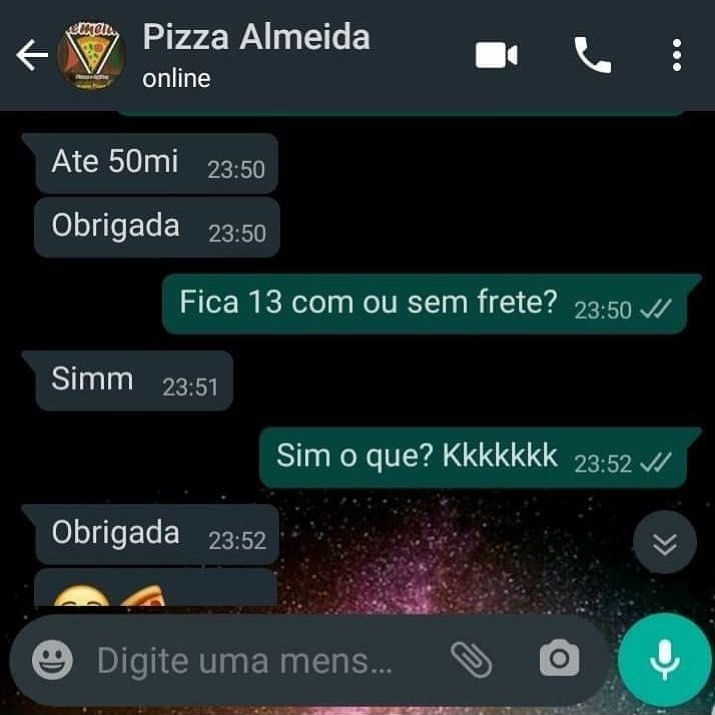 Pizza Almeida
online
Ate 50mi 23:50
Obrigada 23:50
Fica 13 com ou sem frete? 23:50
Simm 23:51
Sim o que? Kkkkkkk 23:52
Obrigada 23:52
Digite uma mens...